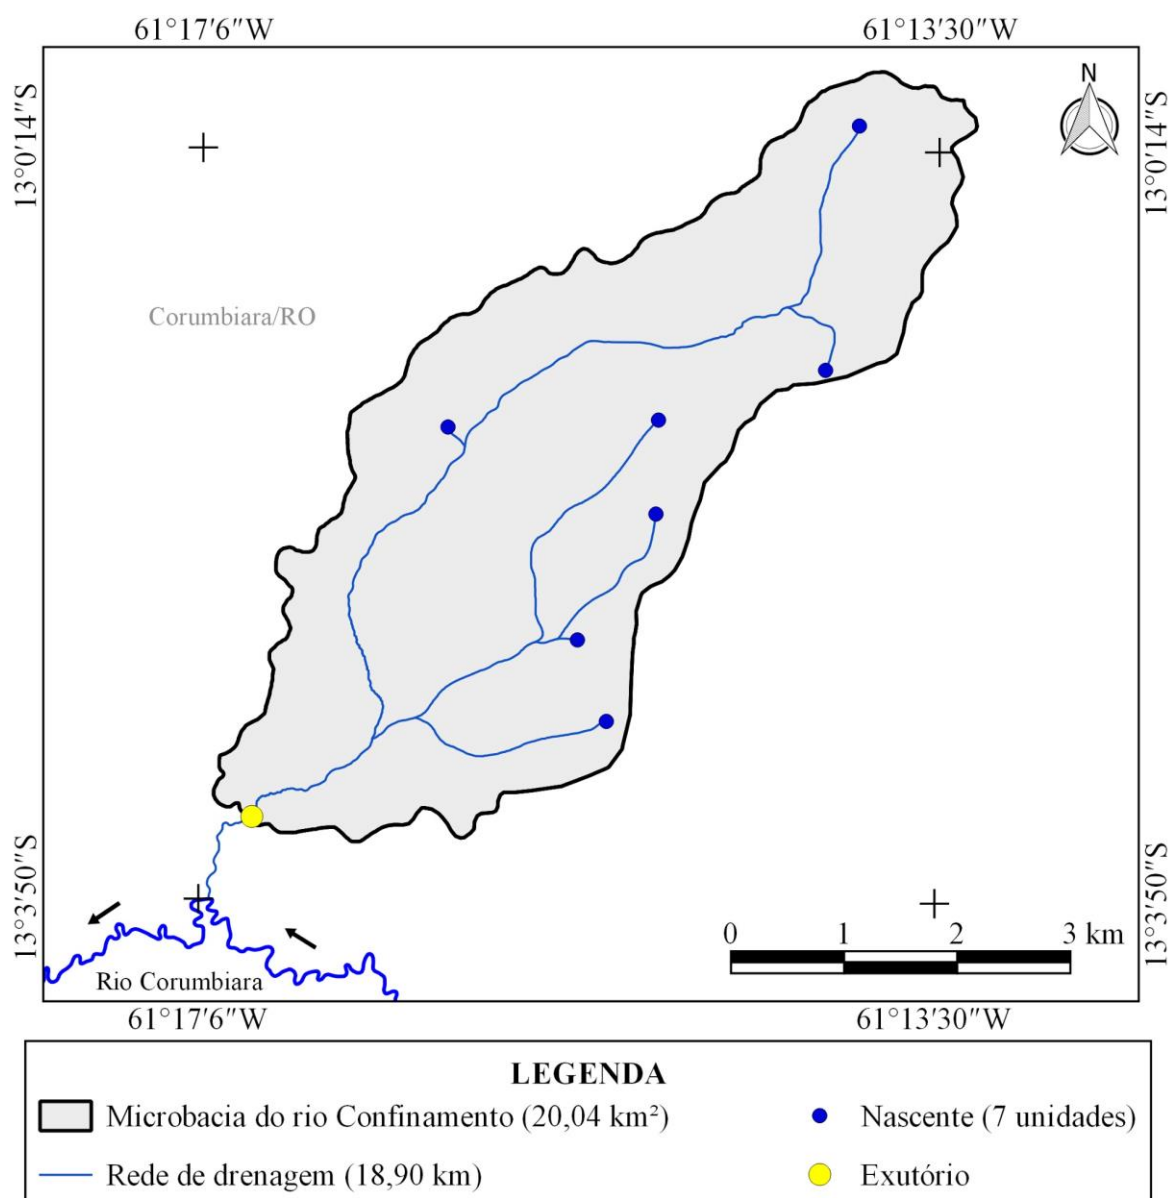 61°17′6″W
61°13′30″W
13°0′14″S
N
13°0′14″S
Corumbiara/RO
13°3′50″S
0 1 2 3 km
13°3′50″S
Rio Corumbiara
61°17′6″W
61°13′30″W
LEGENDA
Microbacia do rio Confinamento (20,04 km²)
Nascente (7 unidades)
Rede de drenagem (18,90 km)
Exutório